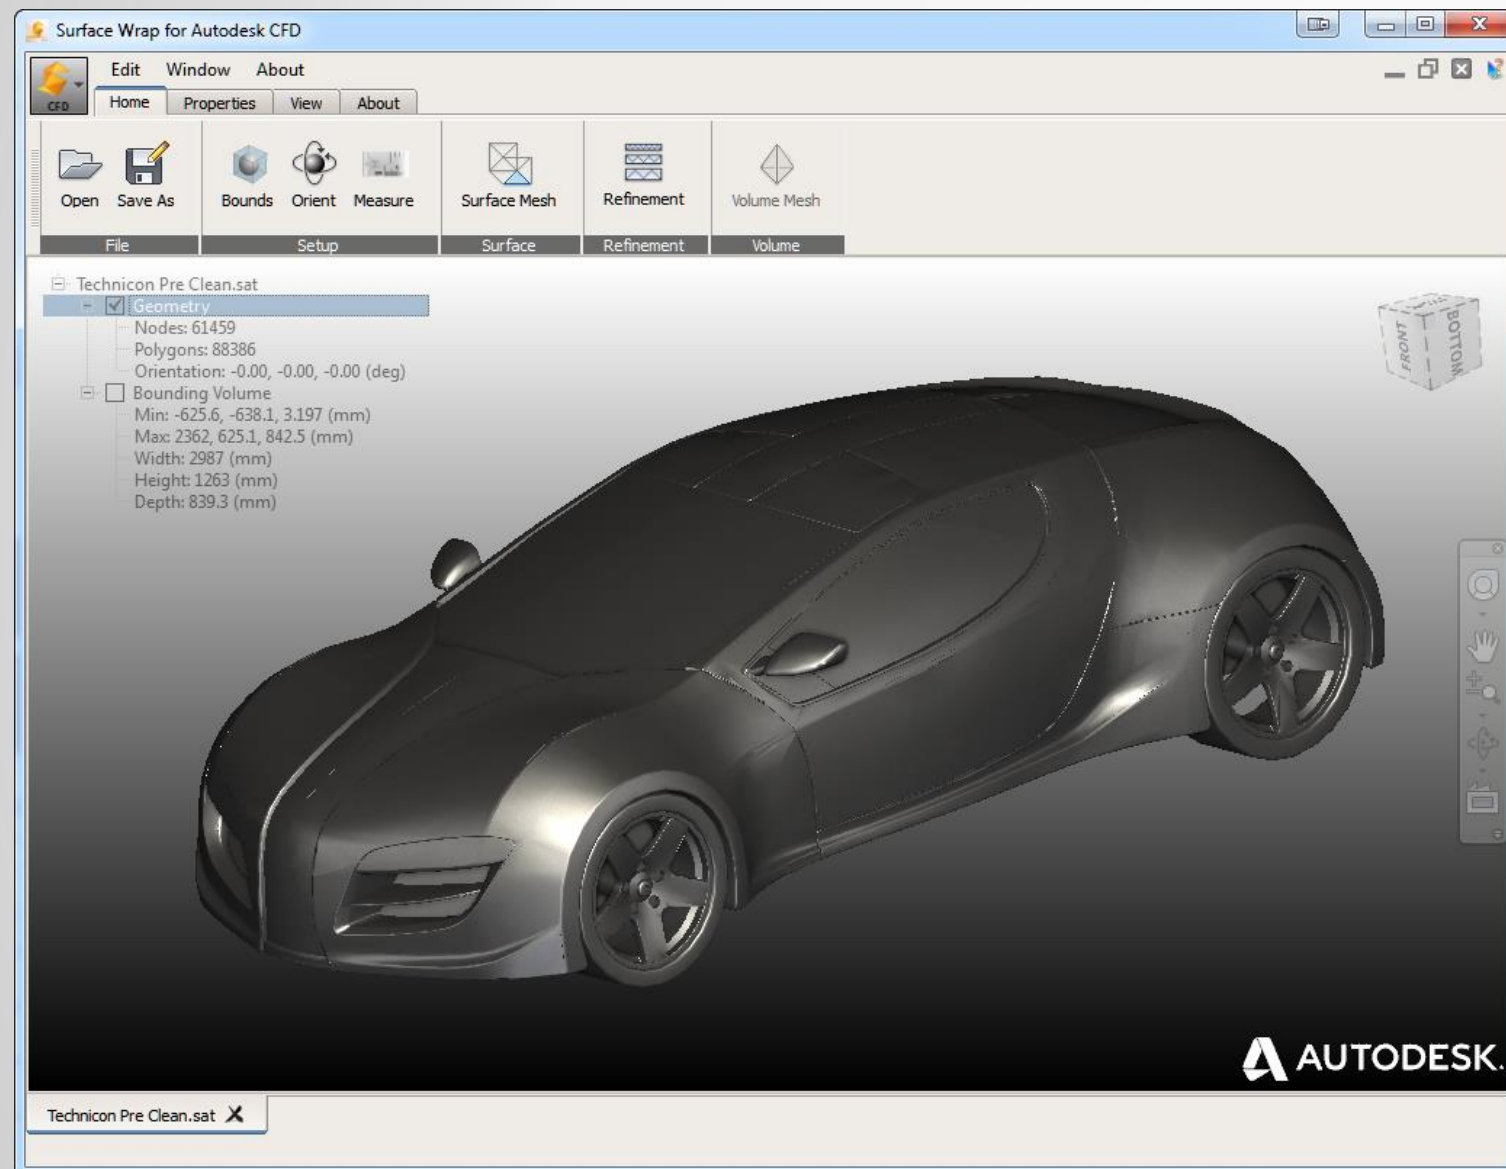 Surface Wrap for Autodesk CFD
Edit Window About
CFD
Home Properties View About
Open Save As Bounds Orient Measure Surface Mesh Refinement Volume Mesh
File Setup Surface Refinement Volume
Technicon Pre Clean.sat
Geometry
Nodes: 61459
Polygons: 88386
Orientation: -0.00, -0.00, -0.00 (deg)
Bounding Volume
Min: -625.6, -638.1, 3.197 (mm)
Max: 2362, 625.1, 842.5 (mm)
Width: 2987 (mm)
Height: 1263 (mm)
Depth: 839.3 (mm)
FRONT
BOTTOM
AUTODESK.
Technicon Pre Clean.sat